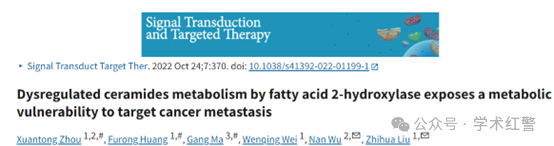 Signal Transduction
and Targeted Therapy
▸ Signal Transduct Target Ther. 2022 Oct 24;7:370. doi: 10.1038/s41392-022-01199-1
Dysregulated ceramides metabolism by fatty acid 2-hydroxylase exposes a metabolic
vulnerability to target cancer metastasis
Xuantong Zhou 1,2,#, Furong Huang 1,#, Gang Ma 3,#, Wenqing Wei 1, Nan Wu 2,✉, Zhihua Liu 1,✉
公众号 · 学术红警